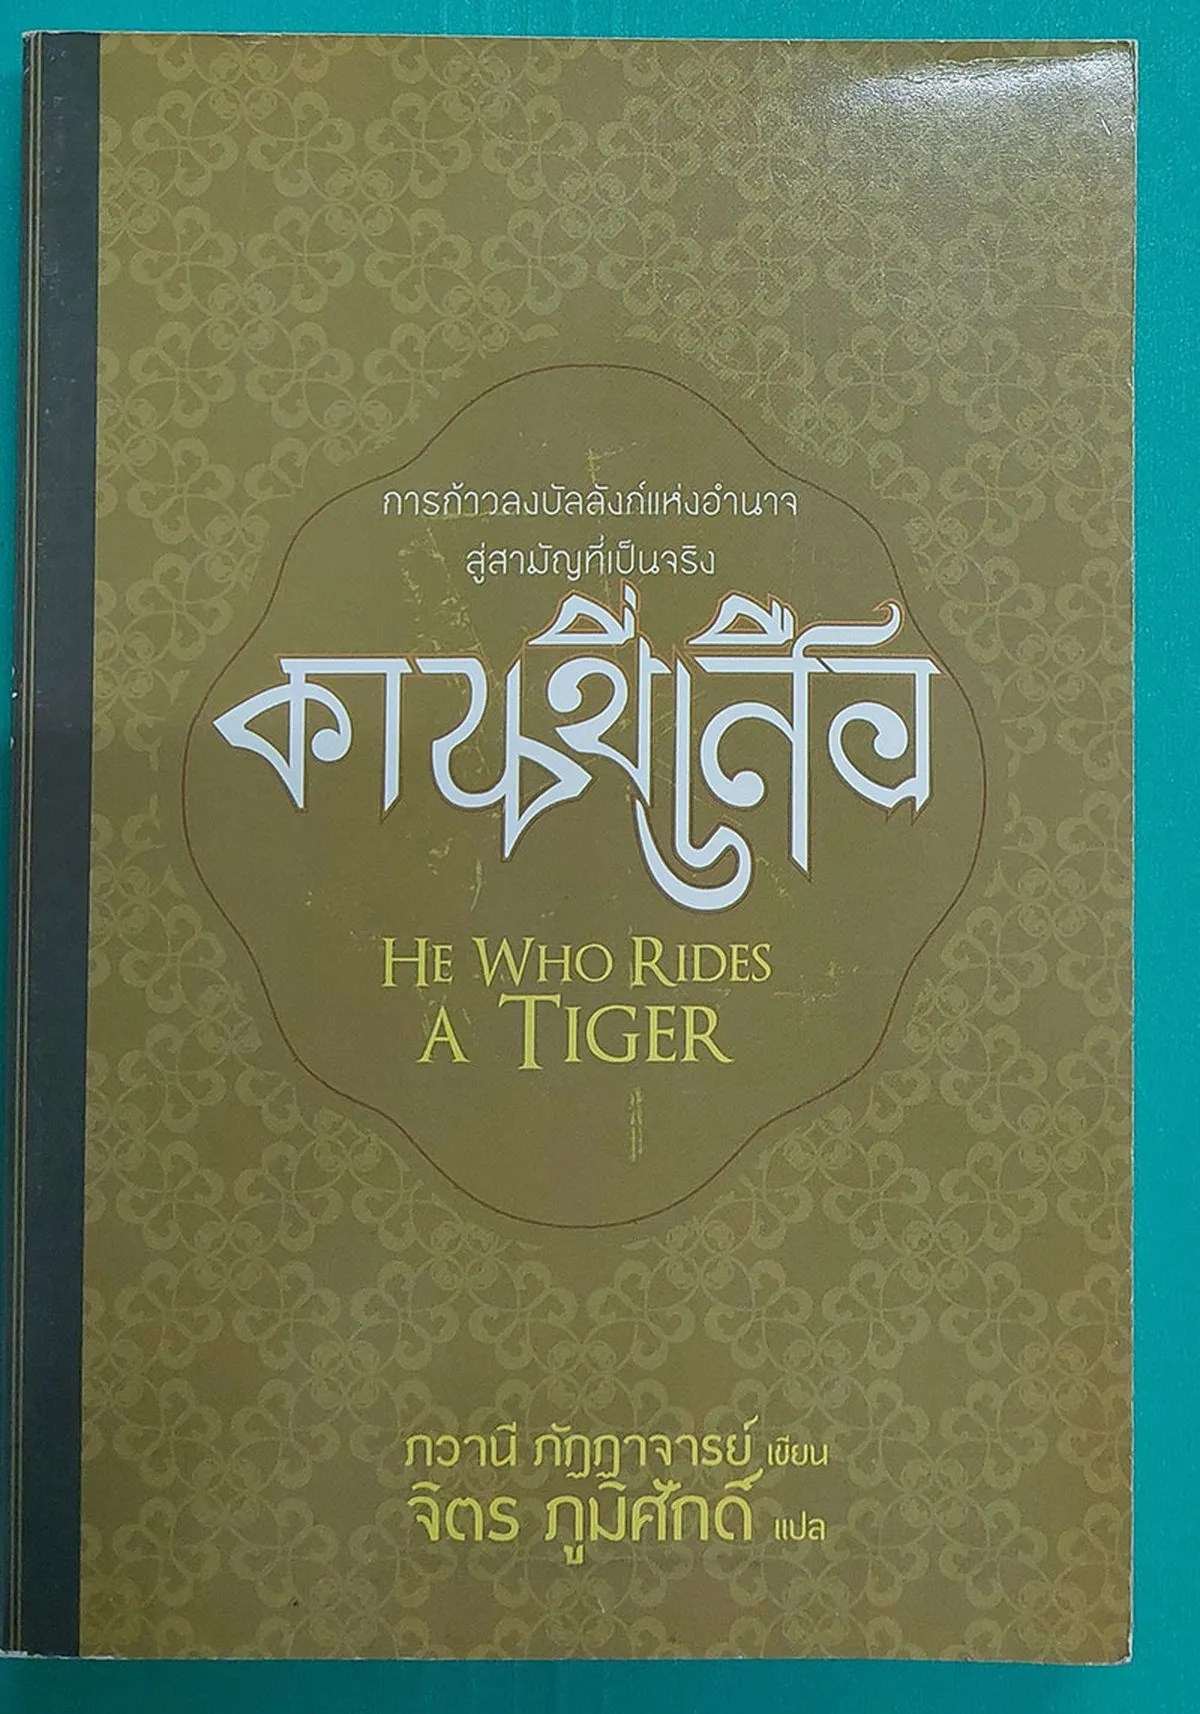 การก้าวลงบัลลังก์แห่งอำนาจ
สู่สามัญที่เป็นจริง
คนขี่เสือ
HE WHO RIDES
A TIGER
ภวานี ภัฏฏาจารย์ เขียน
จิตร ภูมิศักดิ์ แปล